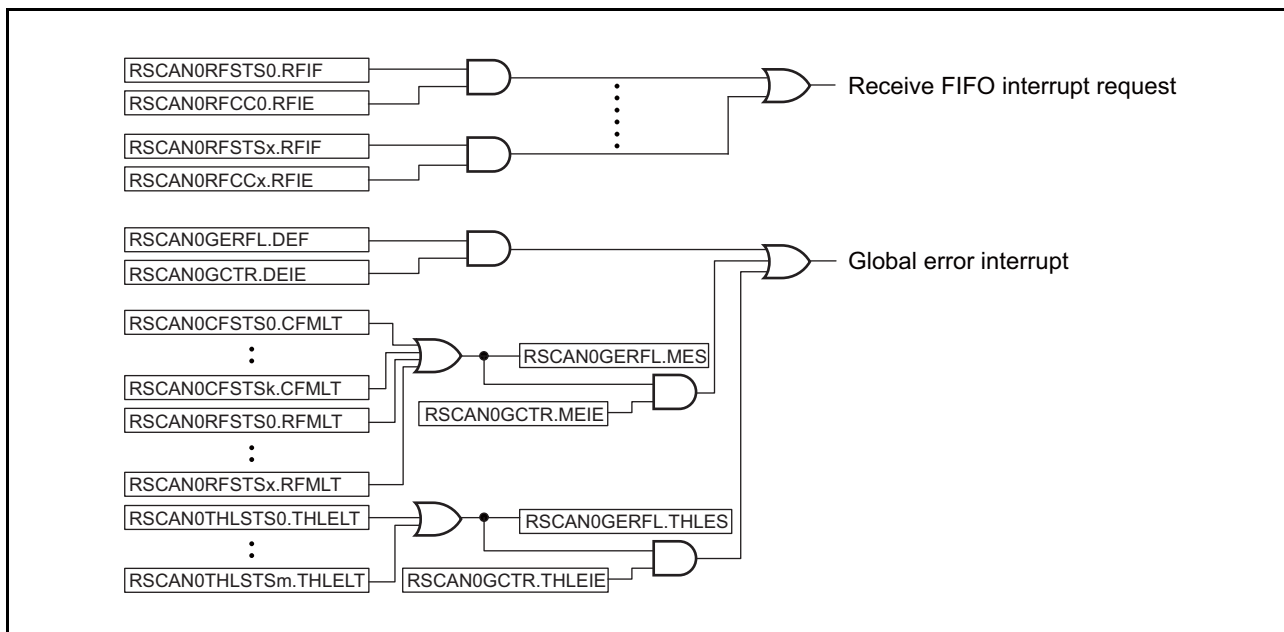 RSCAN0RFSTS0.RFIF
RSCAN0RFCC0.RFIE
Receive FIFO interrupt request
RSCAN0RFSTSx.RFIF
RSCAN0RFCCx.RFIE
RSCAN0GERFL.DEF
RSCAN0GCTR.DEIE
Global error interrupt
RSCAN0CFSTS0.CFMLT
RSCAN0GERFL.MES
RSCAN0CFSTSk.CFMLT
RSCAN0RFSTS0.RFMLT
RSCAN0GCTR.MEIE
RSCAN0RFSTSx.RFMLT
RSCAN0THLSTS0.THLELT
RSCAN0GERFL.THLES
RSCAN0THLSTSm.THLELT
RSCAN0GCTR.THLEIE